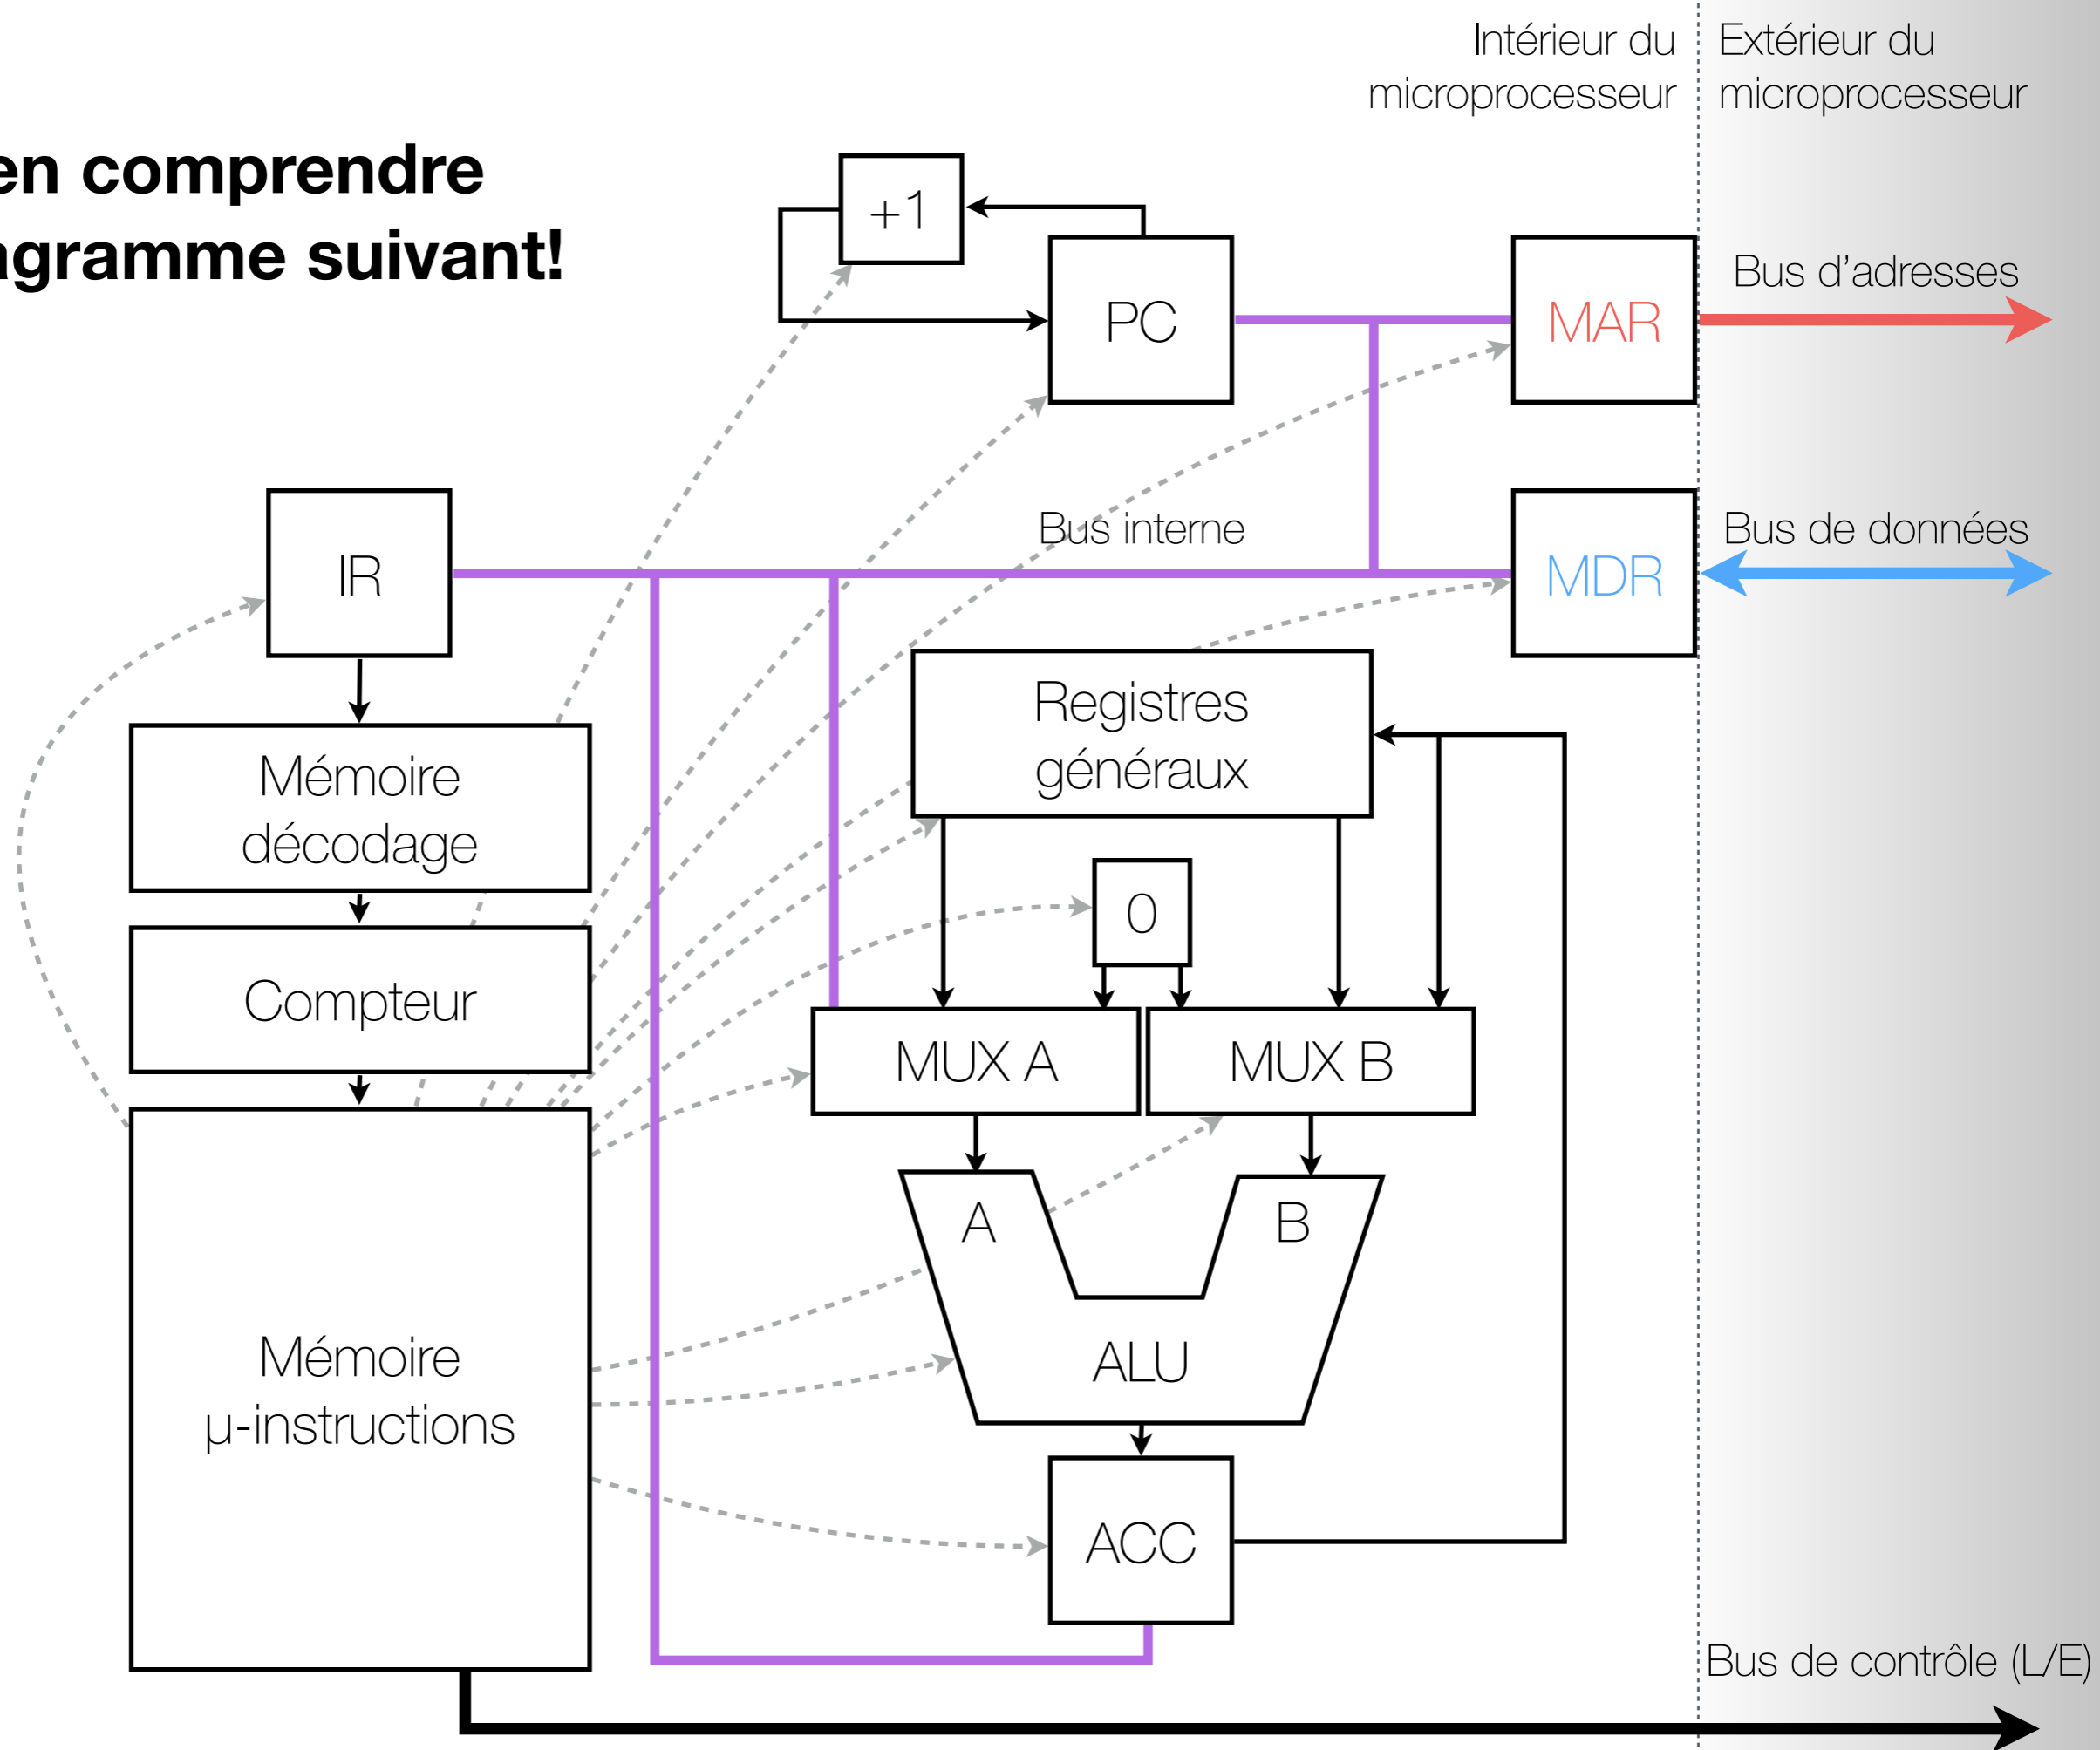 Intérieur du
microprocesseur
Extérieur du
microprocesseur
en comprendre
agramme suivant!
+1
PC
MAR
Bus d’adresses
IR
Bus interne
MDR
Bus de données
Registres
généraux
Mémoire
décodage
0
Compteur
MUX A
MUX B
A
B
ALU
Mémoire
µ-instructions
ACC
Bus de contrôle (L/E)